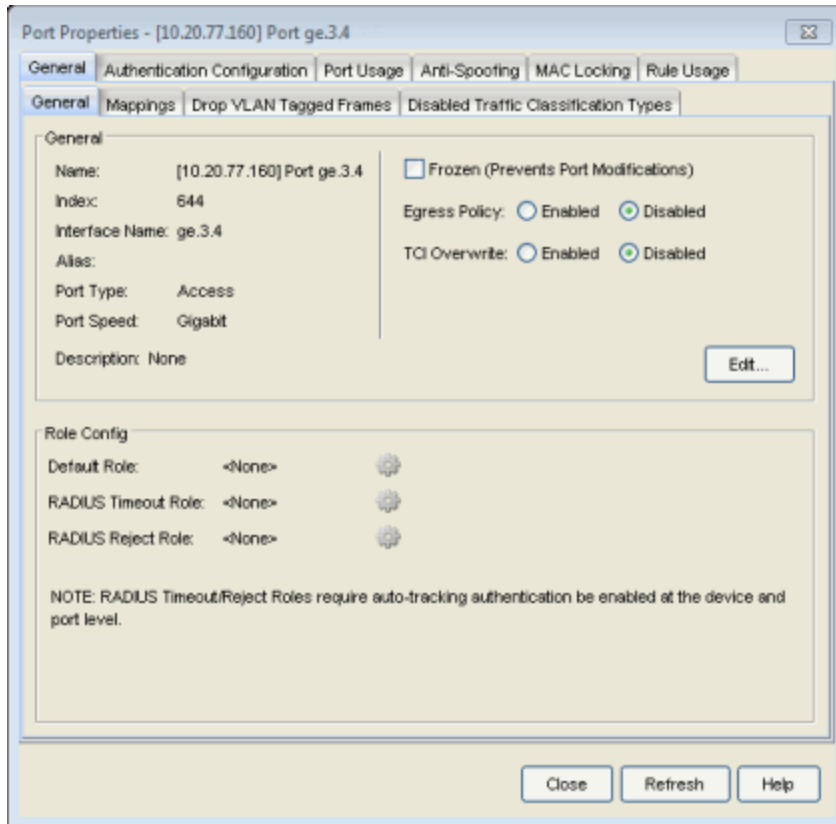 Port Properties - [10.20.77.160] Port ge.3.4
General Authentication Configuration Port Usage Anti-Spoofing MAC Locking Rule Usage
General Mappings Drop VLAN Tagged Frames Disabled Traffic Classification Types
General
Name: [10.20.77.160] Port ge.3.4
Index: 644
Interface Name: ge.3.4
Alias:
Port Type: Access
Port Speed: Gigabit
Description: None
Frozen (Prevents Port Modifications)
Egress Policy: Enabled Disabled
TCI Overwrite: Enabled Disabled
Edit...
Role Config
Default Role: <None>
RADIUS Timeout Role: <None>
RADIUS Reject Role: <None>
NOTE: RADIUS Timeout/Reject Roles require auto-tracking authentication be enabled at the device and
port level.
Close Refresh Help